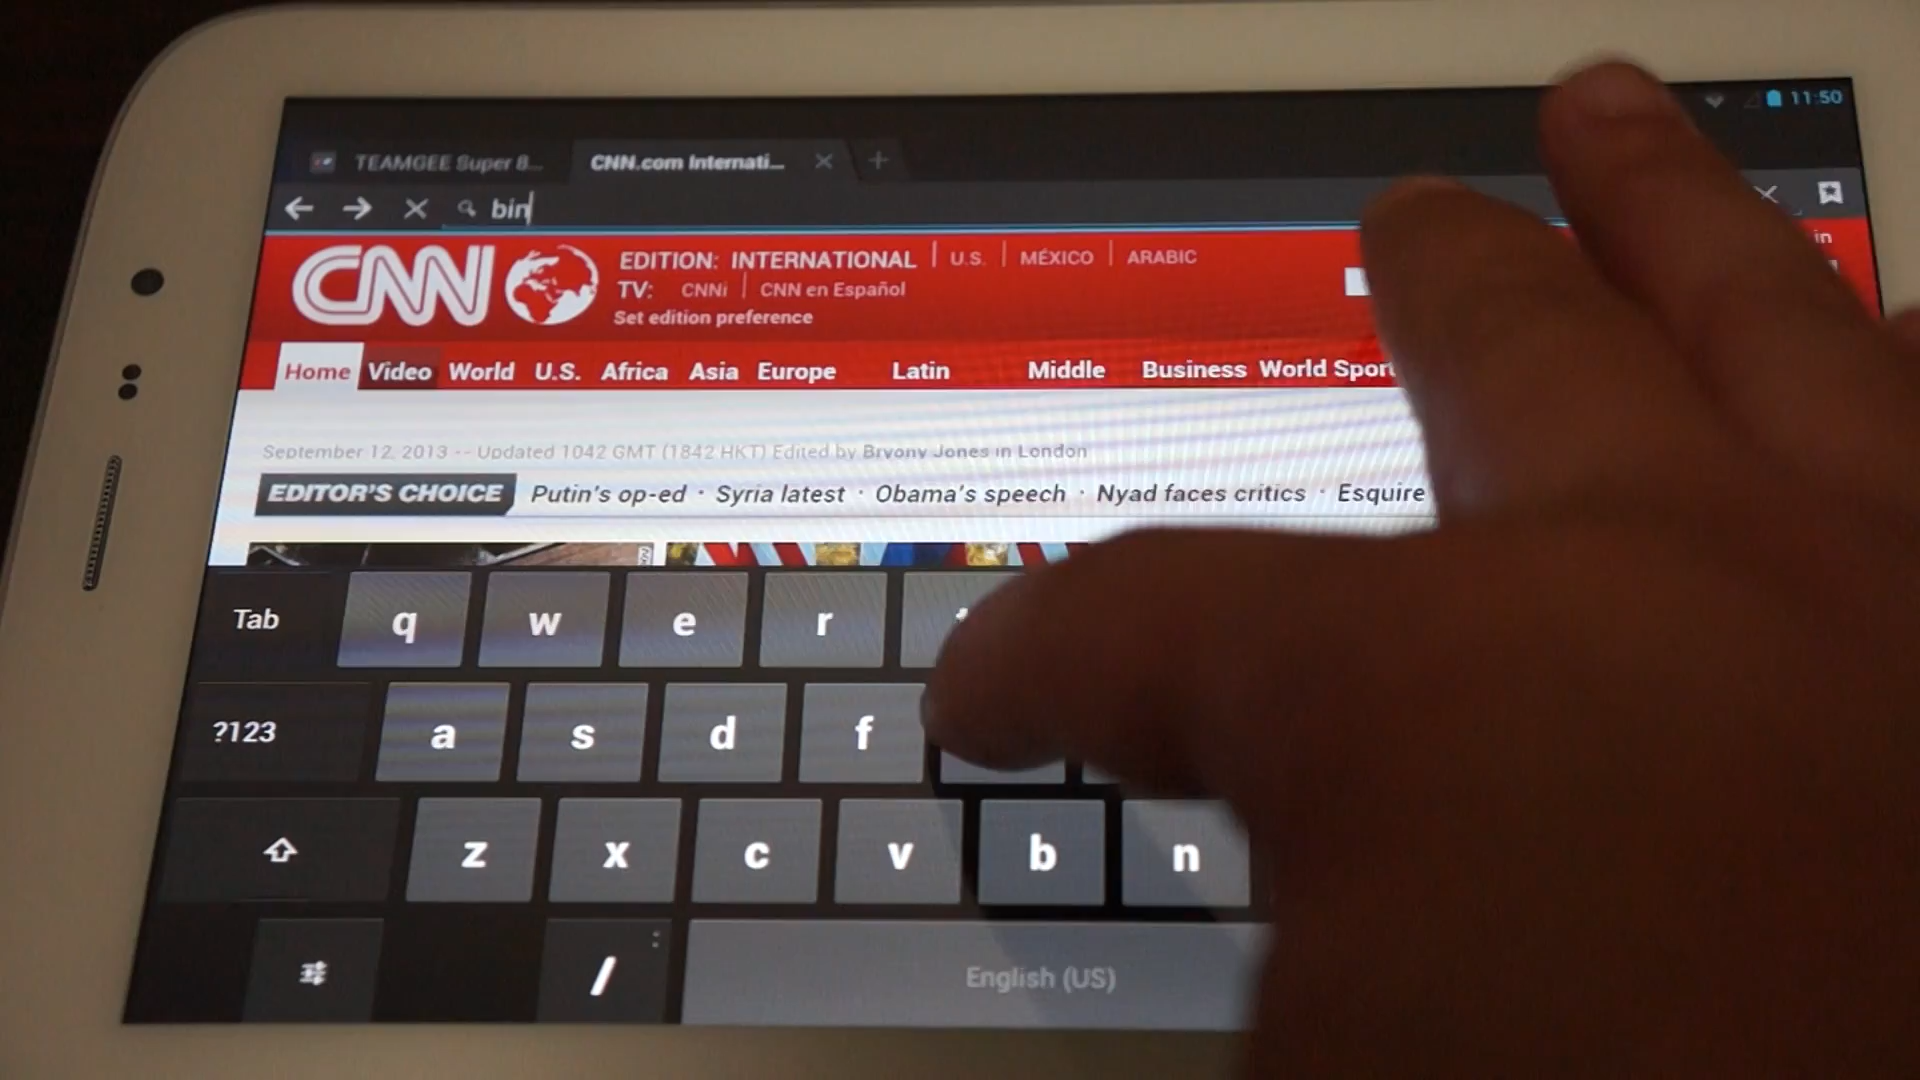 11:50
TEAMGEE Super 8...
CNN.com Internati...
bin
CNN
EDITION: INTERNATIONAL | U.S. | MÉXICO | ARABIC
TV: CNNi | CNN en Español
Set edition preference
Home Video World U.S. Africa Asia Europe Latin Middle Business World Sport
September 12, 2013 -- Updated 1042 GMT (1842 HKT) Edited by Bryony Jones in London
EDITOR'S CHOICE Putin's op-ed · Syria latest · Obama's speech · Nyad faces critics · Esquire
Tab q w e r
?123 a s d f
z x c v b n
/ English (US)